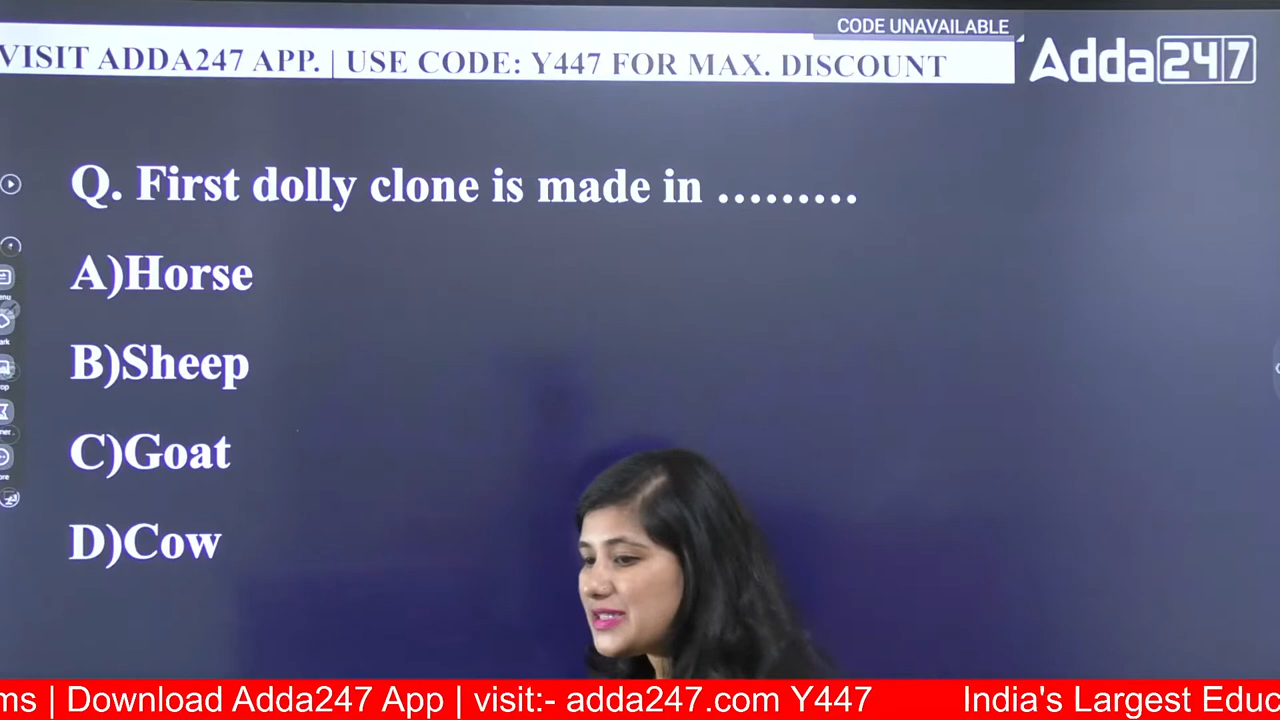 CODE UNAVAILABLE
VISIT ADDA247 APP. | USE CODE: Y447 FOR MAX. DISCOUNT
Adda247
Q. First dolly clone is made in .........
A)Horse
B)Sheep
C)Goat
D)Cow
ms | Download Adda247 App | visit:- adda247.com Y447 India's Largest Educ